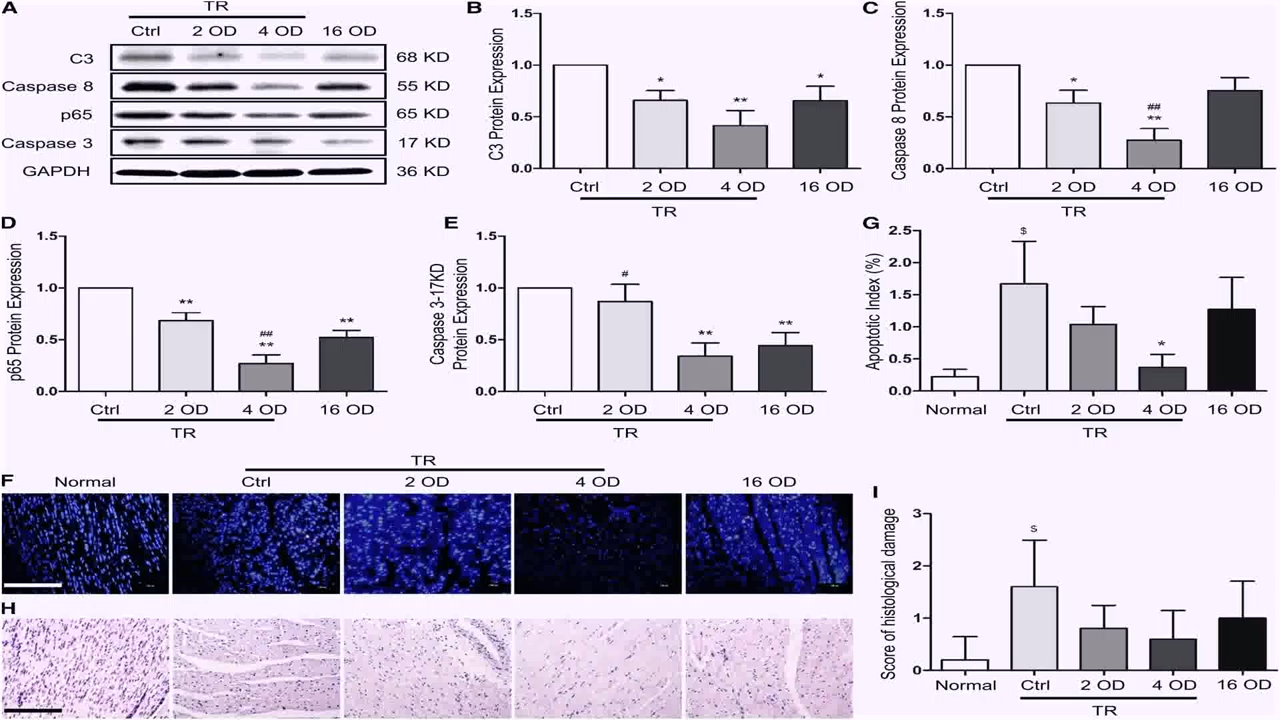 A
TR
Ctrl 2 OD 4 OD 16 OD
C3 68 KD
Caspase 8 55 KD
p65 65 KD
Caspase 3 17 KD
GAPDH 36 KD
B
C3 Protein Expression
1.5
1.0
0.5
0.0
*
**
*
Ctrl 2 OD 4 OD 16 OD
TR
C
Caspase 8 Protein Expression
1.5
1.0
0.5
0.0
*
##
**
Ctrl 2 OD 4 OD 16 OD
TR
D
p65 Protein Expression
1.5
1.0
0.5
0.0
**
##
**
**
Ctrl 2 OD 4 OD 16 OD
TR
E
Caspase 3-17KD
Protein Expression
1.5
1.0
0.5
0.0
#
**
**
Ctrl 2 OD 4 OD 16 OD
TR
G
Apoptotic Index (%)
2.5
2.0
1.5
1.0
0.5
0.0
$
*
Normal Ctrl 2 OD 4 OD 16 OD
TR
F
TR
Normal Ctrl 2 OD 4 OD 16 OD
H
I
Score of histological damage
3
2
1
0
$
Normal Ctrl 2 OD 4 OD 16 OD
TR